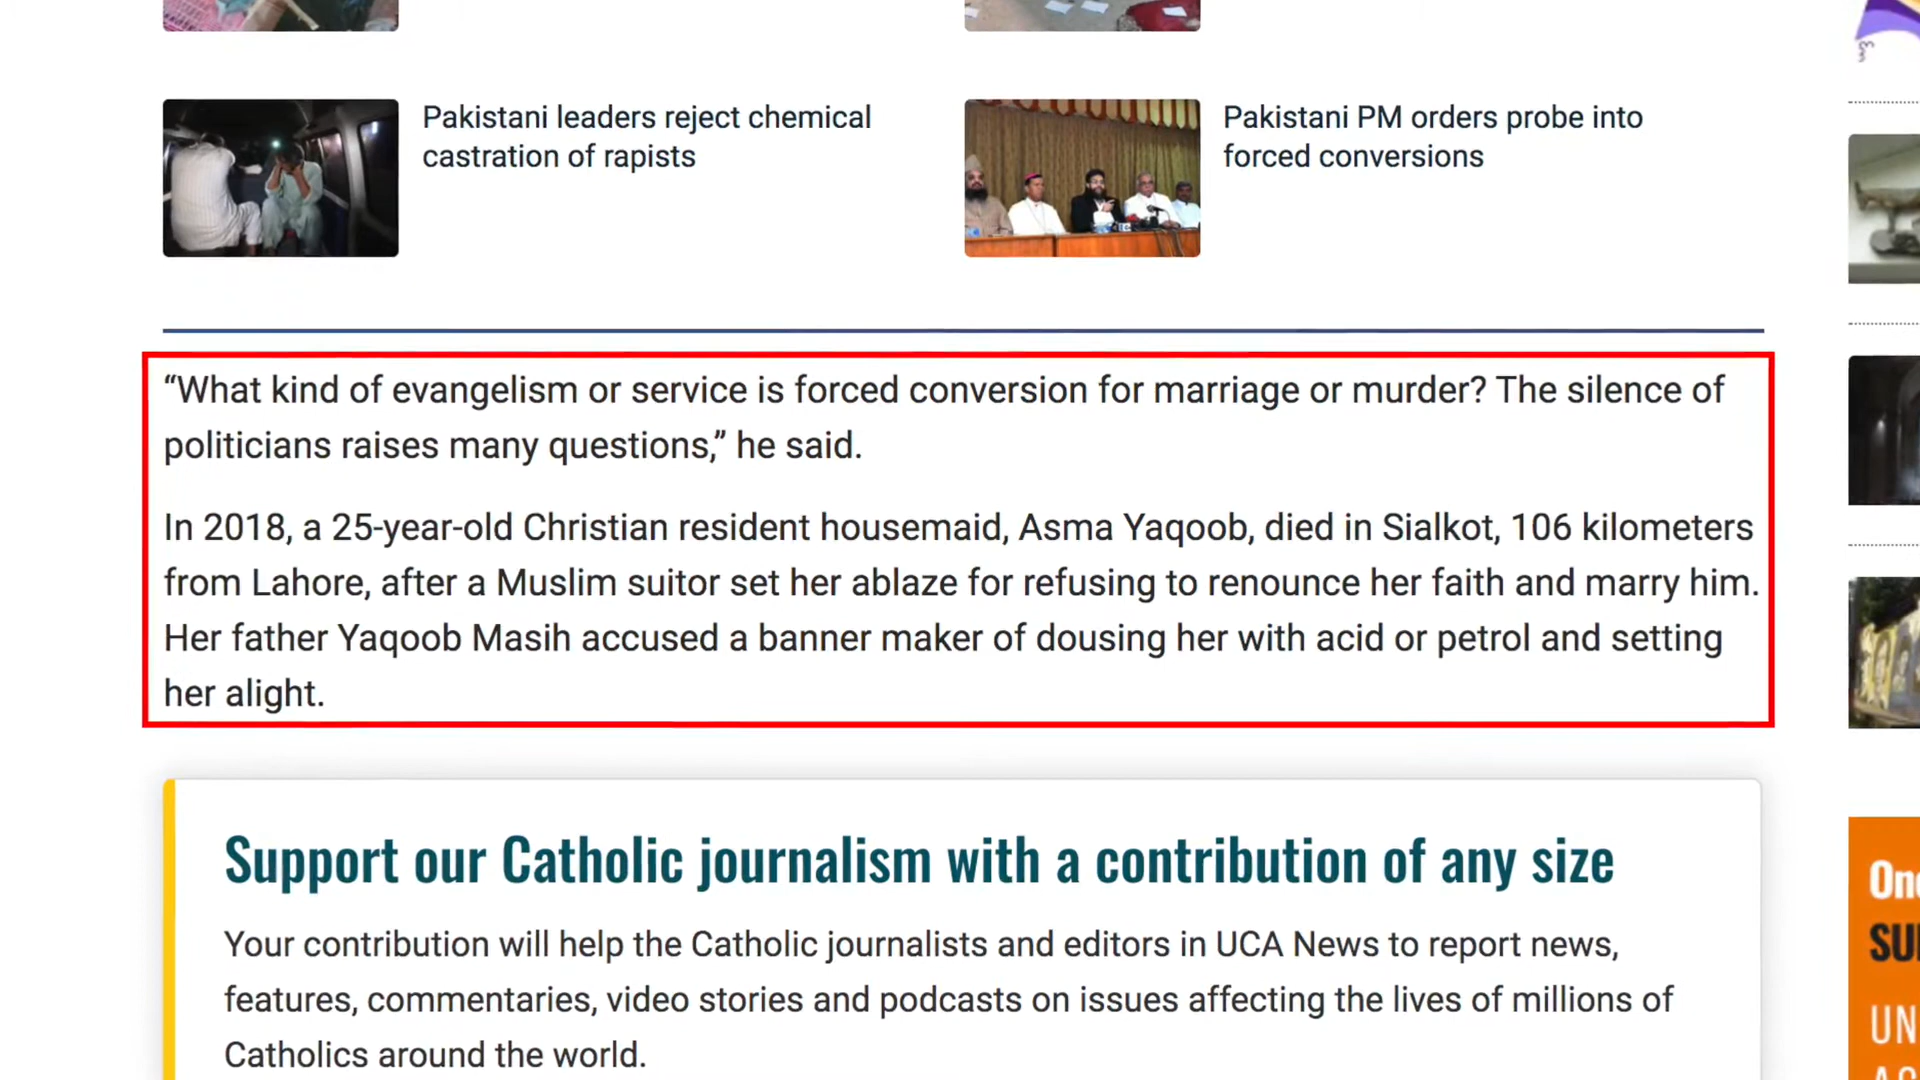 Pakistani leaders reject chemical
castration of rapists
Pakistani PM orders probe into
forced conversions
“What kind of evangelism or service is forced conversion for marriage or murder? The silence of
politicians raises many questions,” he said.
In 2018, a 25-year-old Christian resident housemaid, Asma Yaqoob, died in Sialkot, 106 kilometers
from Lahore, after a Muslim suitor set her ablaze for refusing to renounce her faith and marry him.
Her father Yaqoob Masih accused a banner maker of dousing her with acid or petrol and setting
her alight.
Support our Catholic journalism with a contribution of any size
Your contribution will help the Catholic journalists and editors in UCA News to report news,
features, commentaries, video stories and podcasts on issues affecting the lives of millions of
Catholics around the world.